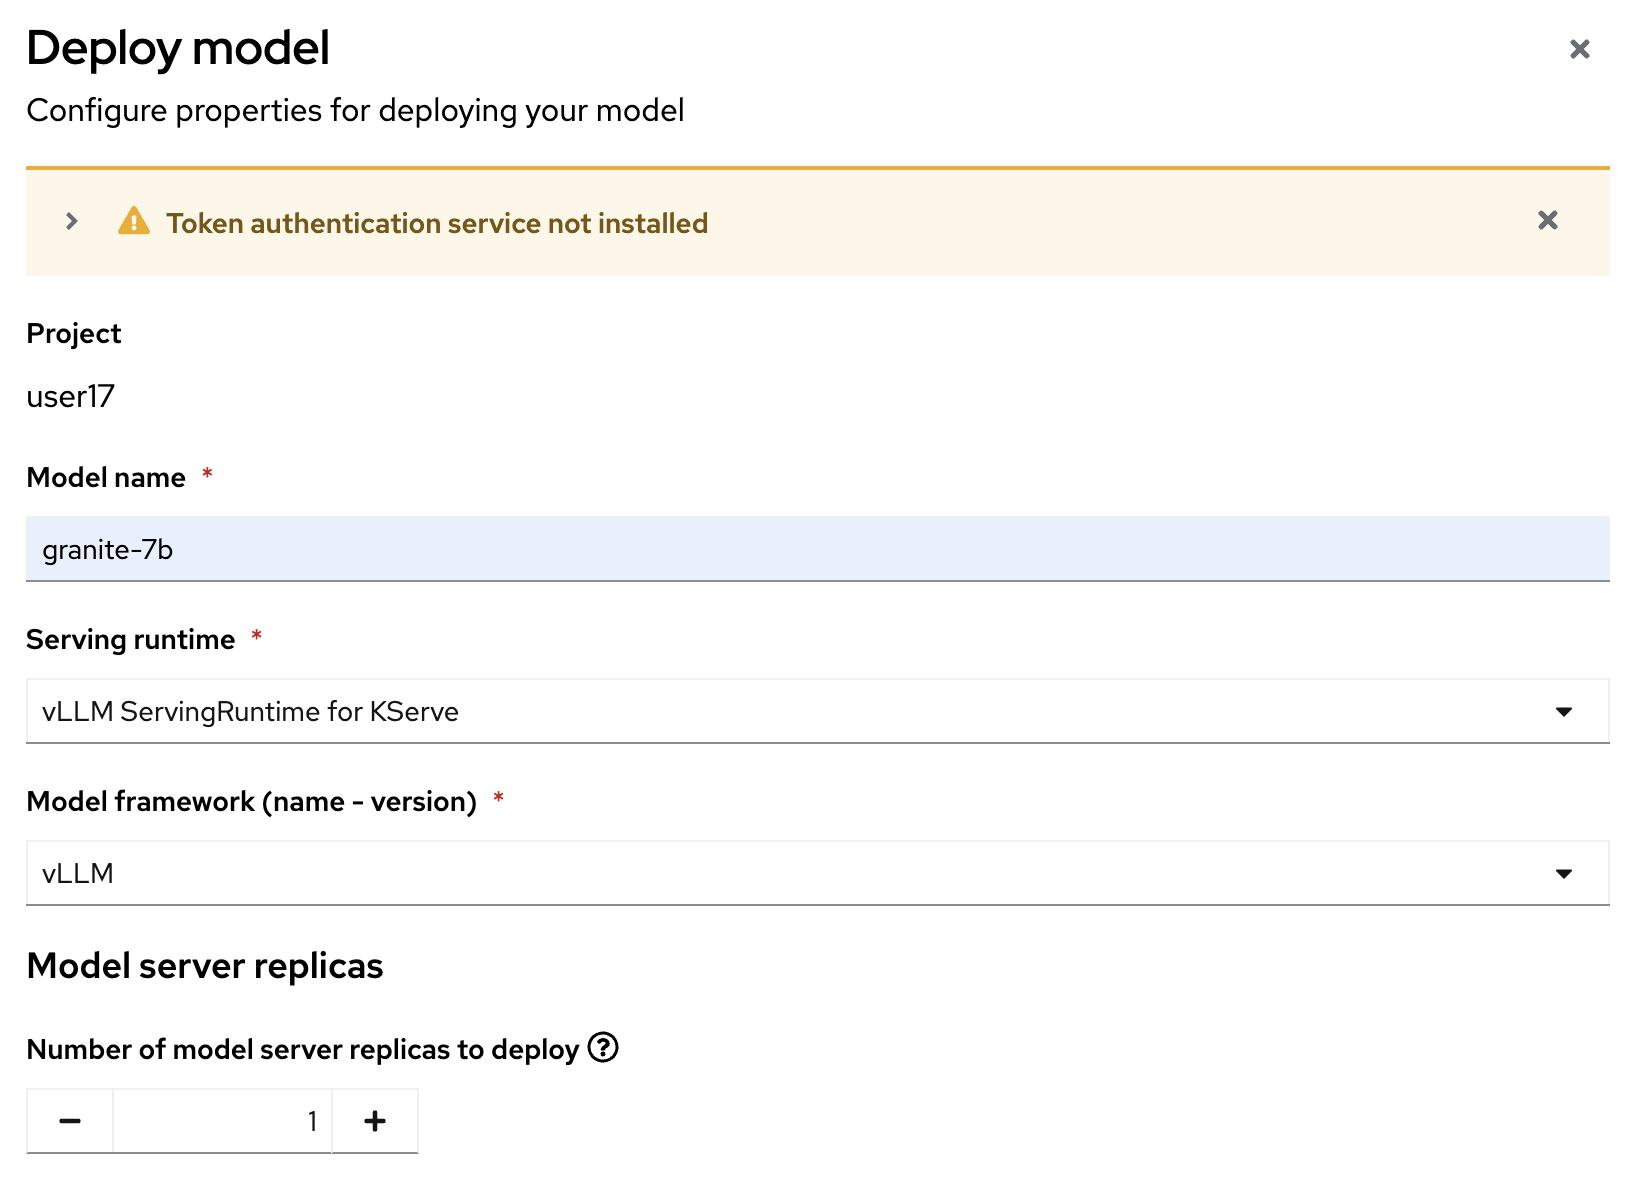 Deploy model
Configure properties for deploying your model
Token authentication service not installed
Project
user17
Model name *
granite-7b
Serving runtime *
vLLM ServingRuntime for KServe
Model framework (name - version) *
vLLM
Model server replicas
Number of model server replicas to deploy
1